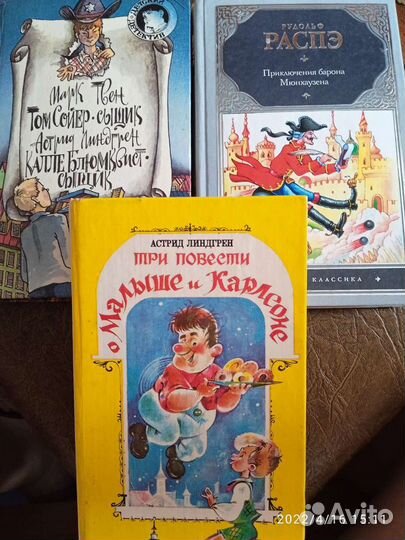 Марк Твен
Том Сойер - сыщик
Астрид Линдгрен
Калле Блюмквист -
сыщик
РУДОЛЬФ
РАСПЭ
Приключения барона
Мюнхаузена
КЛАССИКА
АСТРИД ЛИНДГРЕН
ТРИ ПОВЕСТИ
о Малыше и Карлсоне
Avito
2022/4/16 15:11